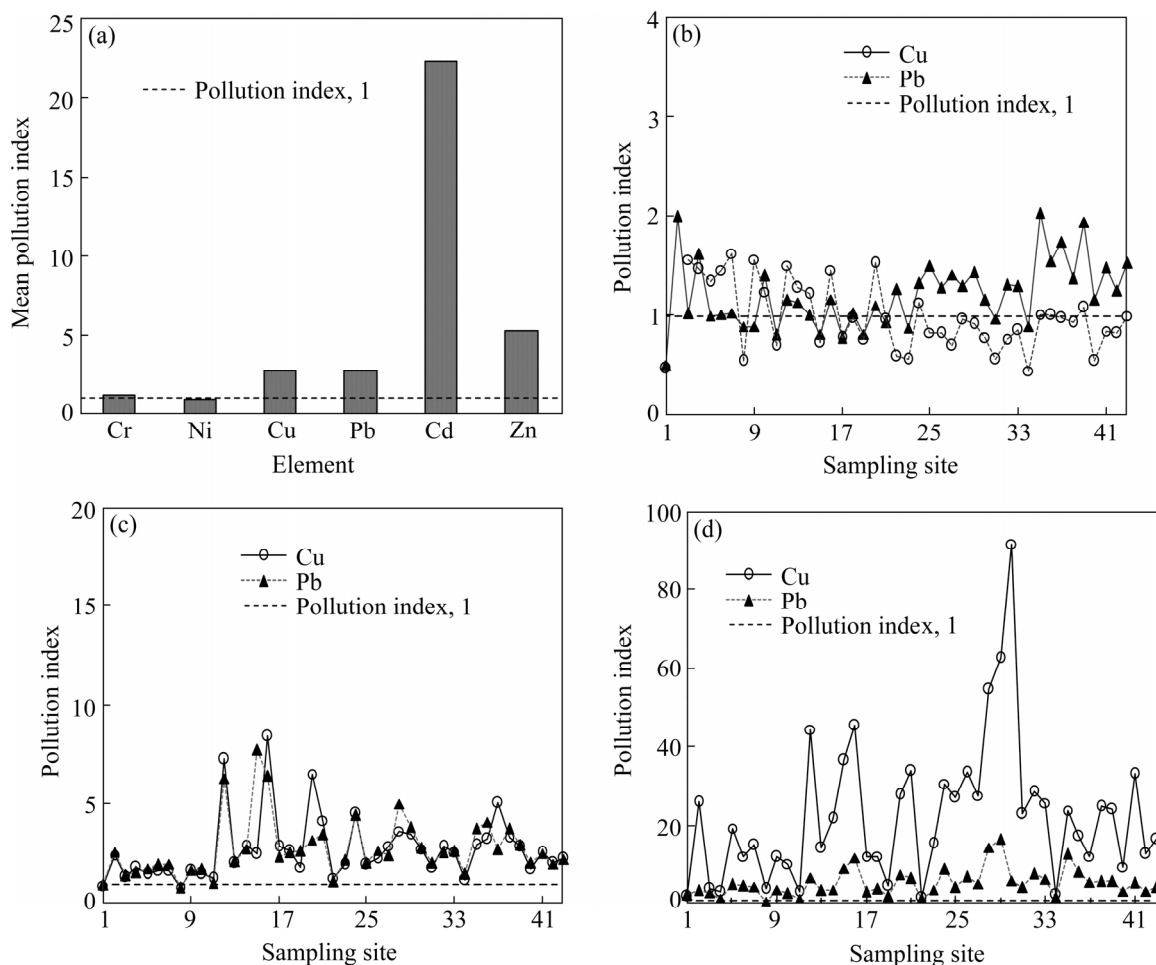 (a)
25
20
15
10
5
0
Mean pollution index
Pollution index, 1
Cr Ni Cu Pb Cd Zn
Element
(b)
4
3
2
1
0
Pollution index
Cu
Pb
Pollution index, 1
1 9 17 25 33 41
Sampling site
(c)
20
15
10
5
0
Pollution index
Cu
Pb
Pollution index, 1
1 9 17 25 33 41
Sampling site
(d)
100
80
60
40
20
0
Pollution index
Cu
Pb
Pollution index, 1
1 9 17 25 33 41
Sampling site